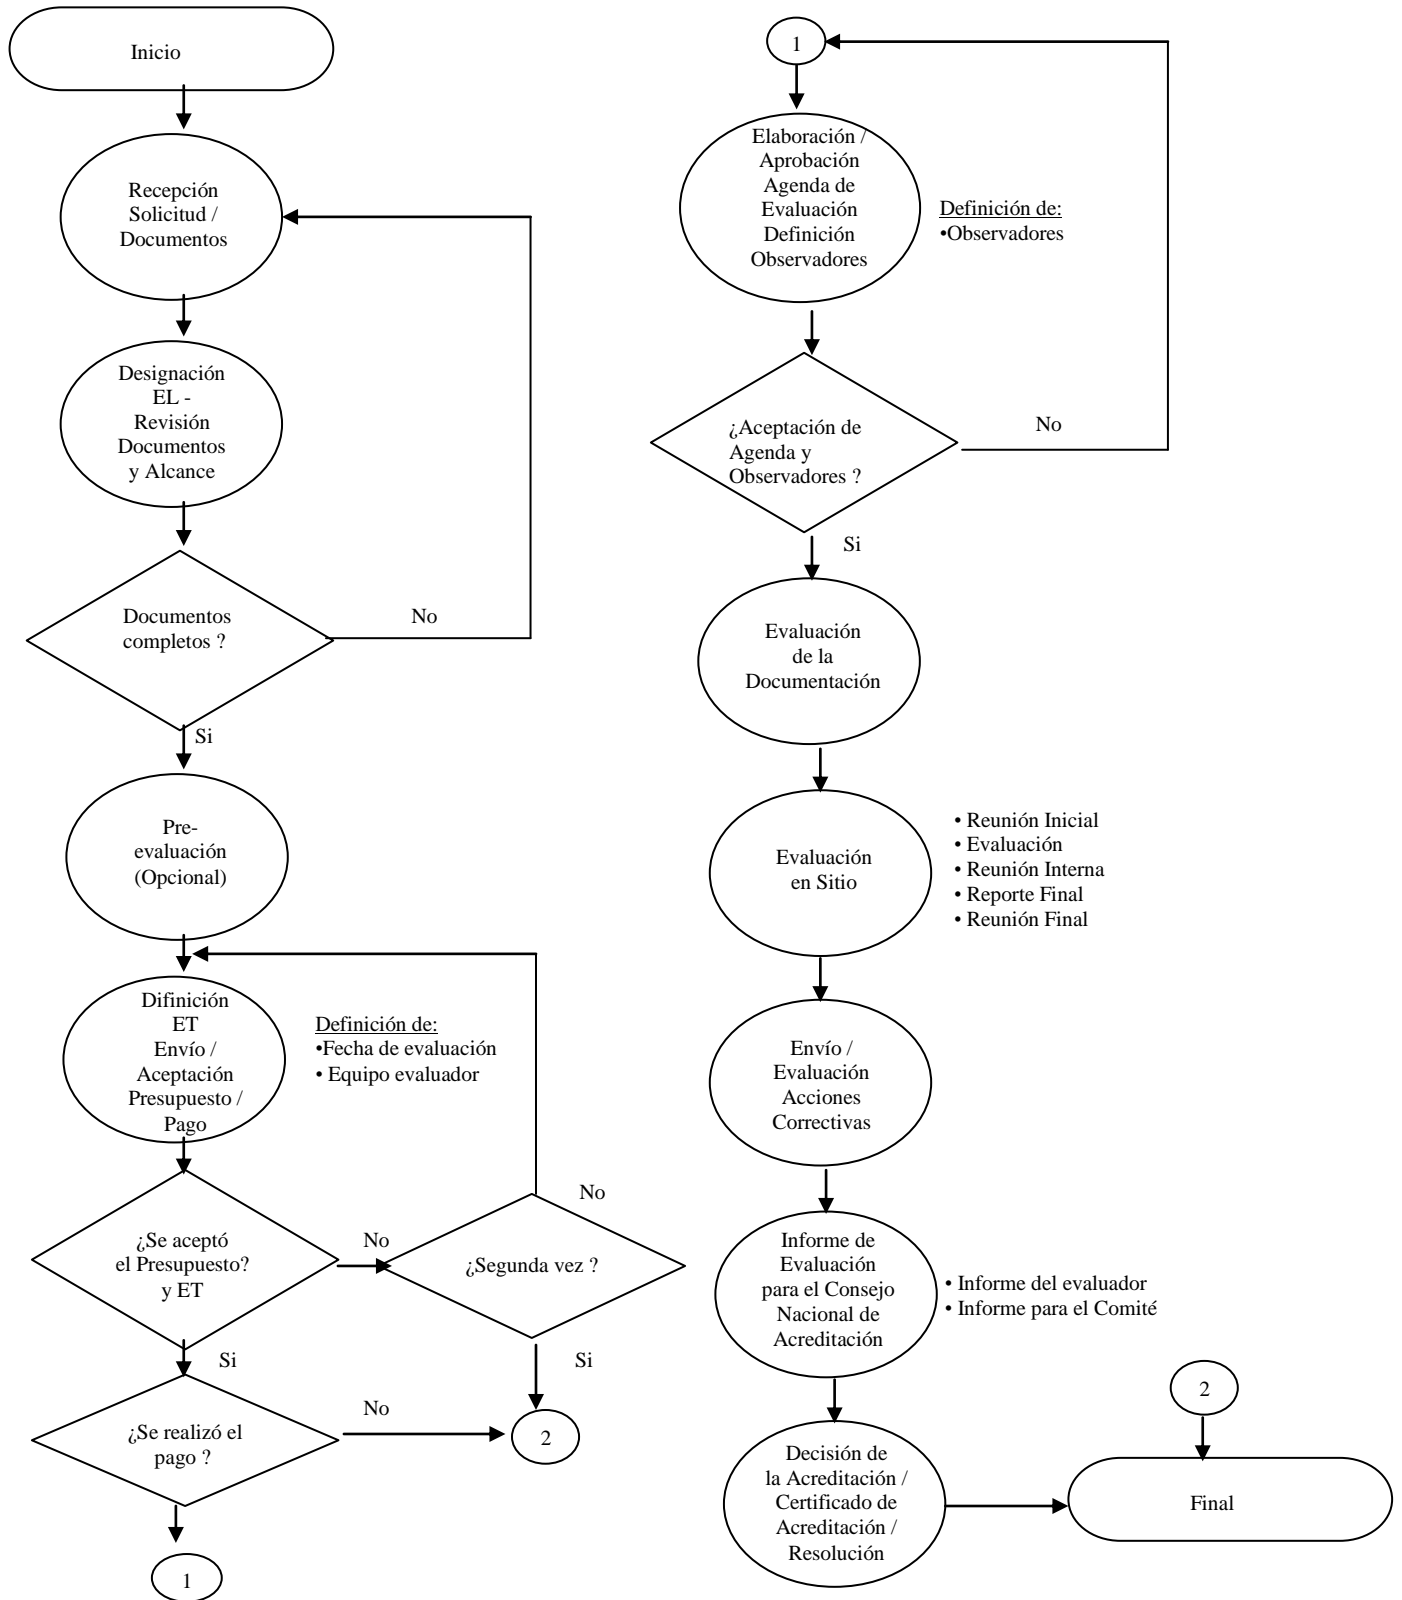 Inicio
Recepción
Solicitud /
Documentos
Designación
EL -
Revisión
Documentos
y Alcance
Documentos
completos ?
No
Si
Pre-
evaluación
(Opcional)
Difinición
ET
Envío /
Aceptación
Presupuesto /
Pago
Definición de:
•Fecha de evaluación
• Equipo evaluador
¿Se aceptó
el Presupuesto?
y ET
No
¿Segunda vez ?
No
Si
Si
¿Se realizó el
pago ?
No
2
1
1
Elaboración /
Aprobación
Agenda de
Evaluación
Definición
Observadores
Definición de:
•Observadores
¿Aceptación de
Agenda y
Observadores ?
No
Si
Evaluación
de la
Documentación
Evaluación
en Sitio
• Reunión Inicial
• Evaluación
• Reunión Interna
• Reporte Final
• Reunión Final
Envío /
Evaluación
Acciones
Correctivas
Informe de
Evaluación
para el Consejo
Nacional de
Acreditación
• Informe del evaluador
• Informe para el Comité
Decisión de
la Acreditación /
Certificado de
Acreditación /
Resolución
2
Final